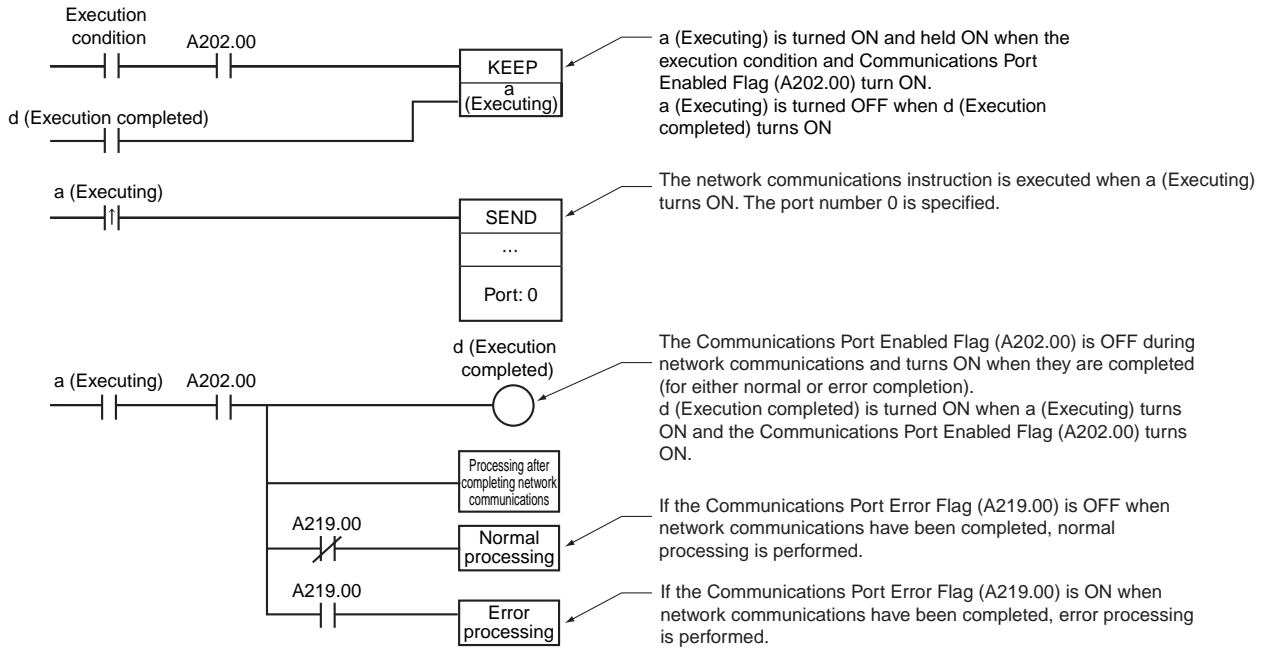 Execution
condition
A202.00
KEEP
a
(Executing)
d (Execution completed)
a (Executing) is turned ON and held ON when the
execution condition and Communications Port
Enabled Flag (A202.00) turn ON.
a (Executing) is turned OFF when d (Execution
completed) turns ON
a (Executing)
↑
SEND
...
Port: 0
The network communications instruction is executed when a (Executing)
turns ON. The port number 0 is specified.
a (Executing)
A202.00
d (Execution
completed)
The Communications Port Enabled Flag (A202.00) is OFF during
network communications and turns ON when they are completed
(for either normal or error completion).
d (Execution completed) is turned ON when a (Executing) turns
ON and the Communications Port Enabled Flag (A202.00) turns
ON.
Processing after
completing network
communications
A219.00
Normal
processing
If the Communications Port Error Flag (A219.00) is OFF when
network communications have been completed, normal
processing is performed.
A219.00
Error
processing
If the Communications Port Error Flag (A219.00) is ON when
network communications have been completed, error processing
is performed.